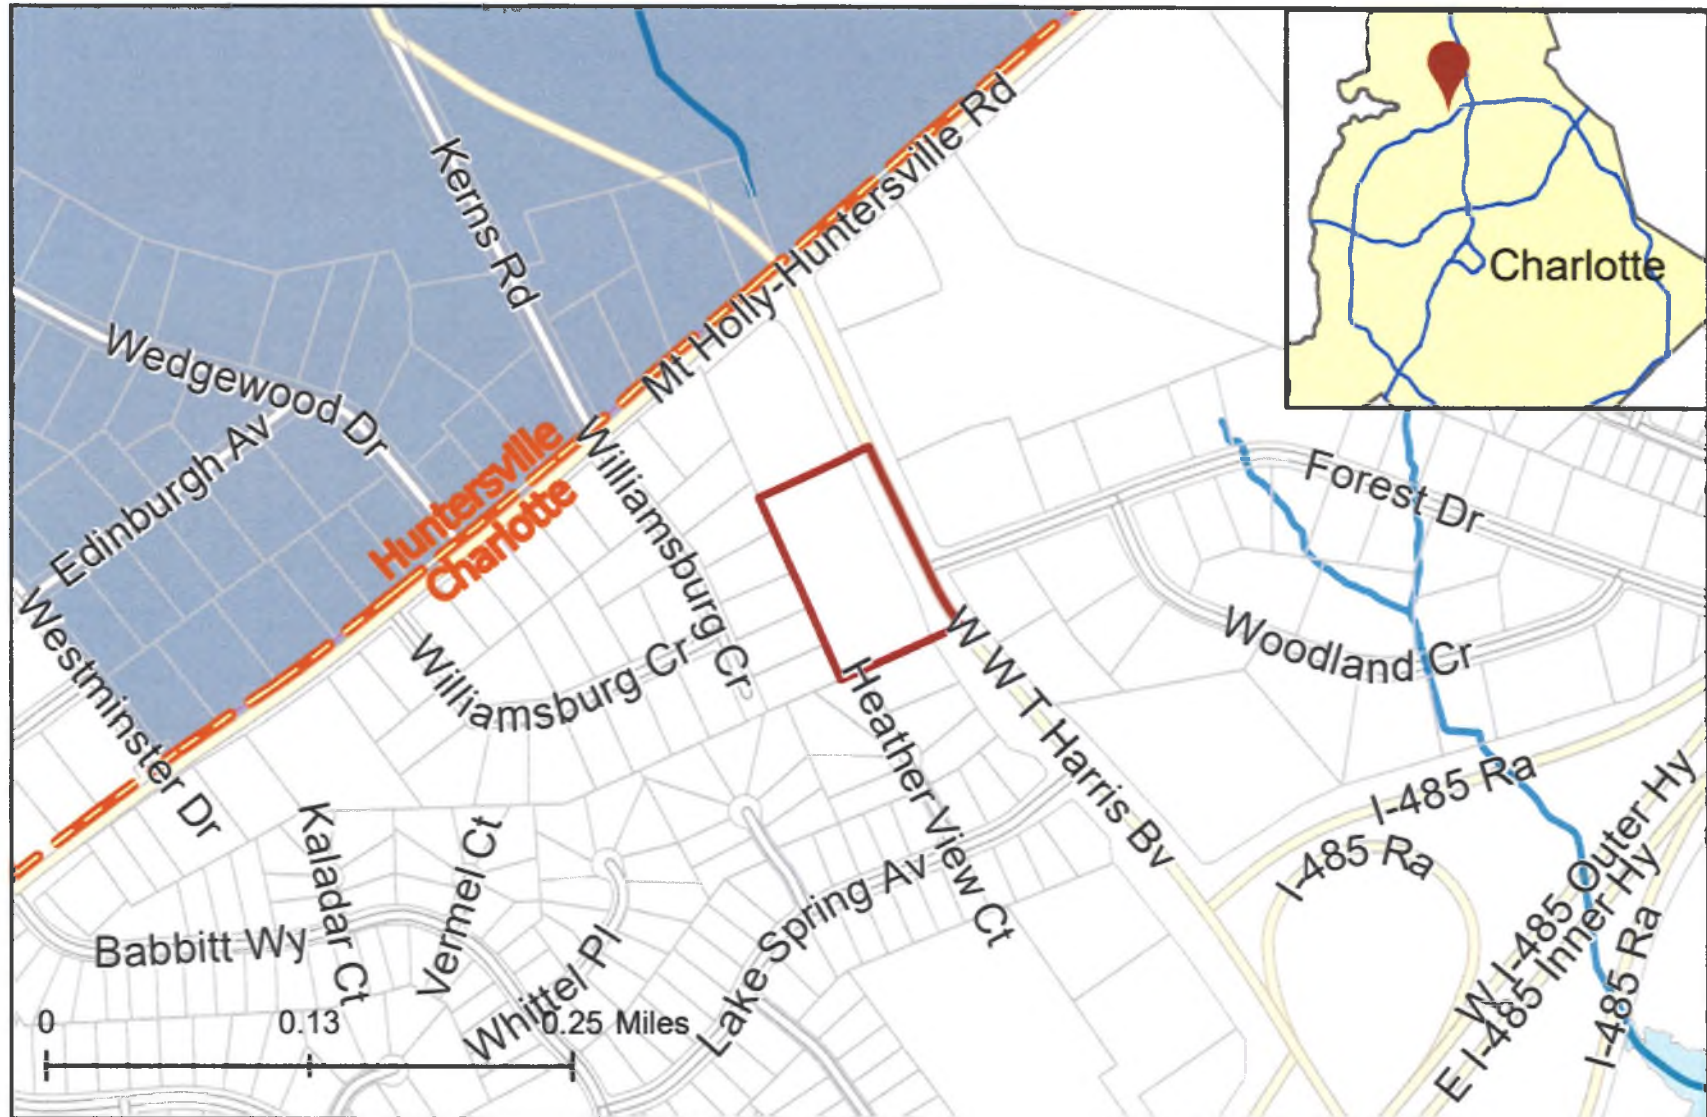 Kerns Rd
Mt Holly-Huntersville Rd
Charlotte
Wedgewood Dr
Edinburgh Av
Huntersville
Charlotte
Williamsburg Cr
Forest Dr
Westminster Dr
Williamsburg Cr
Woodland Cr
W W T Harris Bv
Heather View Ct
I-485 Ra
I-485 Ra
W I-485 Outer Hy
E I-485 Inner Hy
I-485 Ra
Kaladar Ct
Vermel Ct
Babbitt Wy
Whittel Pl
Lake Spring Av
0 0.13 0.25 Miles